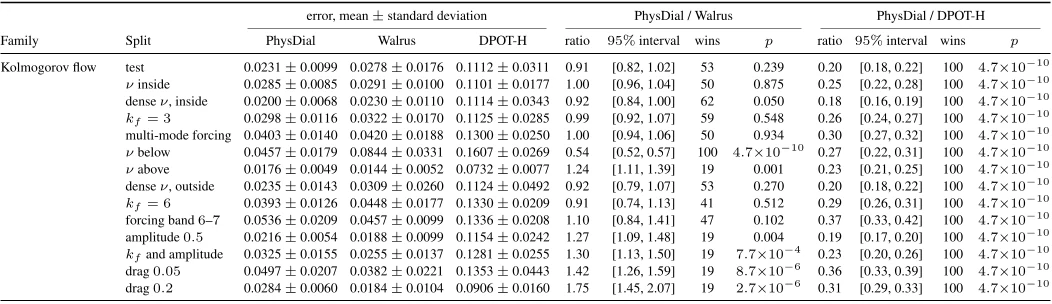 error, mean ± standard deviation PhysDial / Walrus PhysDial / DPOT-H
Family Split PhysDial Walrus DPOT-H ratio 95% interval wins p ratio 95% interval wins p
Kolmogorov flow test 0.0231 ± 0.0099 0.0278 ± 0.0176 0.1112 ± 0.0311 0.91 [0.82, 1.02] 53 0.239 0.20 [0.18, 0.22] 100 4.7×10⁻¹⁰
ν inside 0.0285 ± 0.0085 0.0291 ± 0.0100 0.1101 ± 0.0177 1.00 [0.96, 1.04] 50 0.875 0.25 [0.22, 0.28] 100 4.7×10⁻¹⁰
dense ν, inside 0.0200 ± 0.0068 0.0230 ± 0.0110 0.1114 ± 0.0343 0.92 [0.84, 1.00] 62 0.050 0.18 [0.16, 0.19] 100 4.7×10⁻¹⁰
k_f = 3 0.0298 ± 0.0116 0.0322 ± 0.0170 0.1125 ± 0.0285 0.99 [0.92, 1.07] 59 0.548 0.26 [0.24, 0.27] 100 4.7×10⁻¹⁰
multi-mode forcing 0.0403 ± 0.0140 0.0420 ± 0.0188 0.1300 ± 0.0250 1.00 [0.94, 1.06] 50 0.934 0.30 [0.27, 0.32] 100 4.7×10⁻¹⁰
ν below 0.0457 ± 0.0179 0.0844 ± 0.0331 0.1607 ± 0.0269 0.54 [0.52, 0.57] 100 4.7×10⁻¹⁰ 0.27 [0.22, 0.31] 100 4.7×10⁻¹⁰
ν above 0.0176 ± 0.0049 0.0144 ± 0.0052 0.0732 ± 0.0077 1.24 [1.11, 1.39] 19 0.001 0.23 [0.21, 0.25] 100 4.7×10⁻¹⁰
dense ν, outside 0.0235 ± 0.0143 0.0309 ± 0.0260 0.1124 ± 0.0492 0.92 [0.79, 1.07] 53 0.270 0.20 [0.18, 0.22] 100 4.7×10⁻¹⁰
k_f = 6 0.0393 ± 0.0126 0.0448 ± 0.0177 0.1330 ± 0.0209 0.91 [0.74, 1.13] 41 0.512 0.29 [0.26, 0.31] 100 4.7×10⁻¹⁰
forcing band 6–7 0.0536 ± 0.0209 0.0457 ± 0.0099 0.1336 ± 0.0208 1.10 [0.84, 1.41] 47 0.102 0.37 [0.33, 0.42] 100 4.7×10⁻¹⁰
amplitude 0.5 0.0216 ± 0.0054 0.0188 ± 0.0099 0.1154 ± 0.0242 1.27 [1.09, 1.48] 19 0.004 0.19 [0.17, 0.20] 100 4.7×10⁻¹⁰
k_f and amplitude 0.0325 ± 0.0155 0.0255 ± 0.0137 0.1281 ± 0.0255 1.30 [1.13, 1.50] 19 7.7×10⁻⁴ 0.23 [0.20, 0.26] 100 4.7×10⁻¹⁰
drag 0.05 0.0497 ± 0.0207 0.0382 ± 0.0221 0.1353 ± 0.0443 1.42 [1.26, 1.59] 19 8.7×10⁻⁶ 0.36 [0.33, 0.39] 100 4.7×10⁻¹⁰
drag 0.2 0.0284 ± 0.0060 0.0184 ± 0.0104 0.0906 ± 0.0160 1.75 [1.45, 2.07] 19 2.7×10⁻⁶ 0.31 [0.29, 0.33] 100 4.7×10⁻¹⁰